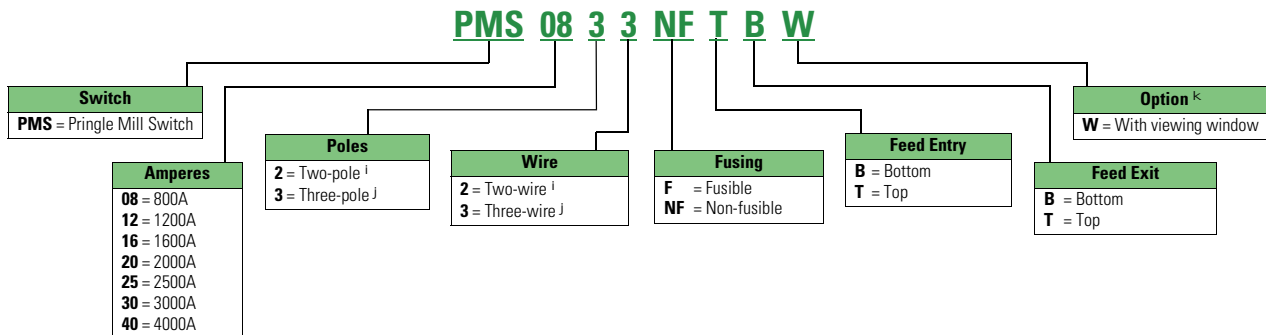 PMS 08 3 3 NF T B W
Switch
PMS = Pringle Mill Switch
Amperes
08 = 800A
12 = 1200A
16 = 1600A
20 = 2000A
25 = 2500A
30 = 3000A
40 = 4000A
Poles
2 = Two-pole i
3 = Three-pole j
Wire
2 = Two-wire i
3 = Three-wire j
Fusing
F = Fusible
NF = Non-fusible
Feed Entry
B = Bottom
T = Top
Feed Exit
B = Bottom
T = Top
Option k
W = With viewing window